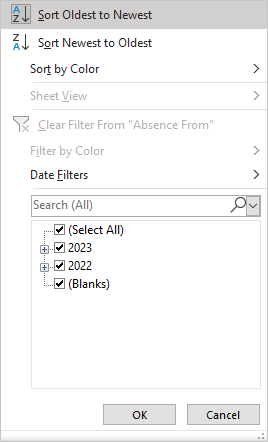 Sort Oldest to Newest
Sort Newest to Oldest
Sort by Color
Sheet View
Clear Filter From "Absence From"
Filter by Color
Date Filters
Search (All)
(Select All)
2023
2022
(Blanks)
OK
Cancel